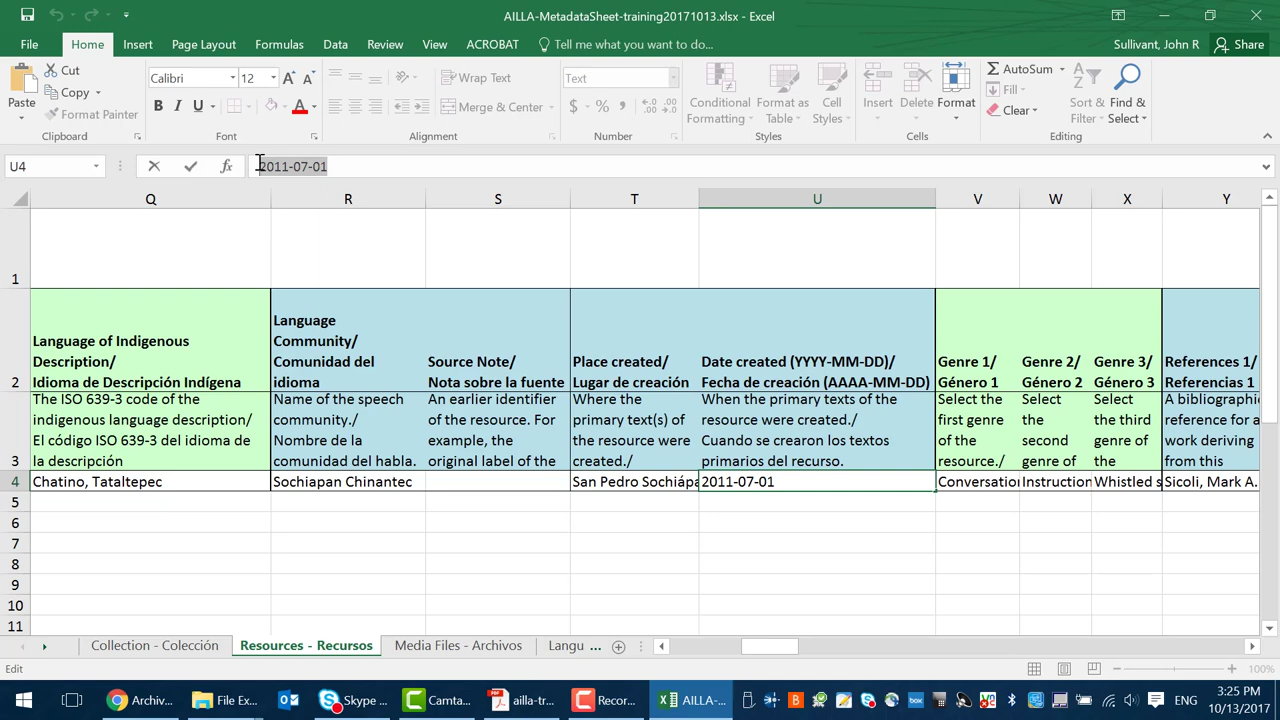 AILLA-MetadataSheet-training20171013.xlsx - Excel
File Home Insert Page Layout Formulas Data Review View ACROBAT Tell me what you want to do... Sullivant, John R Share
Paste Cut Copy Format Painter
Clipboard
Calibri 12 B I U A
Font
Wrap Text Merge & Center
Alignment
Text $ % ,
Number
Conditional Formatting Format as Table Cell Styles
Styles
Insert Delete Format
Cells
AutoSum Fill Clear Sort & Filter Find & Select
Editing
U4 fx 2011-07-01
Q R S T U V W X Y
1
2
Language of Indigenous
Description/
Idioma de Descripción Indígena
Language
Community/
Comunidad del
idioma
Source Note/
Nota sobre la fuente
Place created/
Lugar de creación
Date created (YYYY-MM-DD)/
Fecha de creación (AAAA-MM-DD)
Genre 1/
Género 1
Genre 2/
Género 2
Genre 3/
Género 3
References 1/
Referencias 1
3
The ISO 639-3 code of the
indigenous language description/
El código ISO 639-3 del idioma de
la descripción
Name of the speech
community./
Nombre de la
comunidad del habla.
An earlier identifier
of the resource. For
example, the
original label of the
Where the
primary text(s) of
the resource were
created./
When the primary texts of the
resource were created./
Cuando se crearon los textos
primarios del recurso.
Select the
first genre
of the
resource./
Select
the
second
genre of
Select
the third
genre of
the
A bibliographic
reference for a
work deriving
from this
4 Chatino, Tataltepec Sochiapan Chinantec San Pedro Sochiápa 2011-07-01 Conversation Instruction Whistled s Sicoli, Mark A.
5
6
7
8
9
10
11
Collection - Colección Resources - Recursos Media Files - Archivos Langu ...
Edit 100%
Archiv... File Ex... Skype ... Camta... ailla-tr... Recor... AILLA-... ENG 3:25 PM
10/13/2017